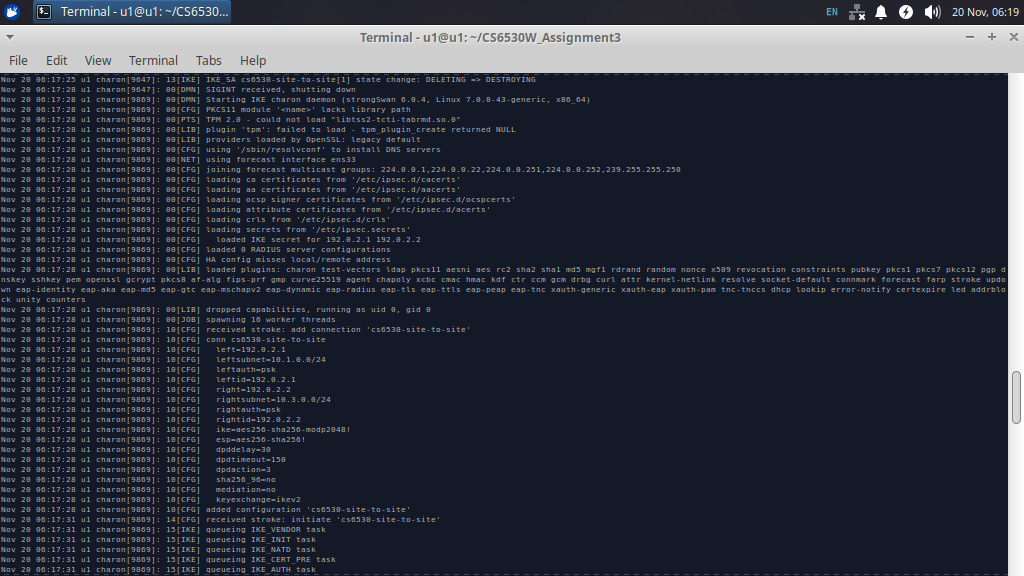 Terminal - u1@u1: ~/CS6530...
EN
20 Nov, 06:19
Terminal - u1@u1: ~/CS6530W_Assignment3
File Edit View Terminal Tabs Help
Nov 20 06:17:25 u1 charon[9647]: 13[IKE] IKE_SA cs6530-site-to-site[1] state change: DELETING => DESTROYING
Nov 20 06:17:28 u1 charon[9647]: 00[DMN] SIGINT received, shutting down
Nov 20 06:17:28 u1 charon[9869]: 00[DMN] Starting IKE charon daemon (strongSwan 6.0.4, Linux 7.0.0-43-generic, x86_64)
Nov 20 06:17:28 u1 charon[9869]: 00[CFG] PKCS11 module '<name>' lacks library path
Nov 20 06:17:28 u1 charon[9869]: 00[PTS] TPM 2.0 - could not load "libtss2-tcti-tabrmd.so.0"
Nov 20 06:17:28 u1 charon[9869]: 00[LIB] plugin 'tpm': failed to load - tpm_plugin_create returned NULL
Nov 20 06:17:28 u1 charon[9869]: 00[LIB] providers loaded by OpenSSL: legacy default
Nov 20 06:17:28 u1 charon[9869]: 00[CFG] using '/sbin/resolvconf' to install DNS servers
Nov 20 06:17:28 u1 charon[9869]: 00[NET] using forecast interface ens33
Nov 20 06:17:28 u1 charon[9869]: 00[CFG] joining forecast multicast groups: 224.0.0.1,224.0.0.22,224.0.0.251,224.0.0.252,239.255.255.250
Nov 20 06:17:28 u1 charon[9869]: 00[CFG] loading ca certificates from '/etc/ipsec.d/cacerts'
Nov 20 06:17:28 u1 charon[9869]: 00[CFG] loading aa certificates from '/etc/ipsec.d/aacerts'
Nov 20 06:17:28 u1 charon[9869]: 00[CFG] loading ocsp signer certificates from '/etc/ipsec.d/ocspcerts'
Nov 20 06:17:28 u1 charon[9869]: 00[CFG] loading attribute certificates from '/etc/ipsec.d/acerts'
Nov 20 06:17:28 u1 charon[9869]: 00[CFG] loading crls from '/etc/ipsec.d/crls'
Nov 20 06:17:28 u1 charon[9869]: 00[CFG] loading secrets from '/etc/ipsec.secrets'
Nov 20 06:17:28 u1 charon[9869]: 00[CFG]   loaded IKE secret for 192.0.2.1 192.0.2.2
Nov 20 06:17:28 u1 charon[9869]: 00[CFG] loaded 0 RADIUS server configurations
Nov 20 06:17:28 u1 charon[9869]: 00[CFG] HA config misses local/remote address
Nov 20 06:17:28 u1 charon[9869]: 00[LIB] loaded plugins: charon test-vectors ldap pkcs11 aesni aes rc2 sha2 sha1 md5 mgf1 rdrand random nonce x509 revocation constraints pubkey pkcs1 pkcs7 pkcs12 pgp d
nskey sshkey pem openssl gcrypt pkcs8 af-alg fips-prf gmp curve25519 agent chapoly xcbc cmac hmac kdf ctr ccm gcm drbg curl attr kernel-netlink resolve socket-default connmark forecast farp stroke updo
wn eap-identity eap-aka eap-md5 eap-gtc eap-mschapv2 eap-dynamic eap-radius eap-tls eap-ttls eap-peap eap-tnc xauth-generic xauth-eap xauth-pam tnc-tnccs dhcp lookip error-notify certexpire led addrblo
ck unity counters
Nov 20 06:17:28 u1 charon[9869]: 00[LIB] dropped capabilities, running as uid 0, gid 0
Nov 20 06:17:28 u1 charon[9869]: 00[JOB] spawning 16 worker threads
Nov 20 06:17:28 u1 charon[9869]: 10[CFG] received stroke: add connection 'cs6530-site-to-site'
Nov 20 06:17:28 u1 charon[9869]: 10[CFG] conn cs6530-site-to-site
Nov 20 06:17:28 u1 charon[9869]: 10[CFG]   left=192.0.2.1
Nov 20 06:17:28 u1 charon[9869]: 10[CFG]   leftsubnet=10.1.0.0/24
Nov 20 06:17:28 u1 charon[9869]: 10[CFG]   leftauth=psk
Nov 20 06:17:28 u1 charon[9869]: 10[CFG]   leftid=192.0.2.1
Nov 20 06:17:28 u1 charon[9869]: 10[CFG]   right=192.0.2.2
Nov 20 06:17:28 u1 charon[9869]: 10[CFG]   rightsubnet=10.3.0.0/24
Nov 20 06:17:28 u1 charon[9869]: 10[CFG]   rightauth=psk
Nov 20 06:17:28 u1 charon[9869]: 10[CFG]   rightid=192.0.2.2
Nov 20 06:17:28 u1 charon[9869]: 10[CFG]   ike=aes256-sha256-modp2048!
Nov 20 06:17:28 u1 charon[9869]: 10[CFG]   esp=aes256-sha256!
Nov 20 06:17:28 u1 charon[9869]: 10[CFG]   dpddelay=30
Nov 20 06:17:28 u1 charon[9869]: 10[CFG]   dpdtimeout=150
Nov 20 06:17:28 u1 charon[9869]: 10[CFG]   dpdaction=3
Nov 20 06:17:28 u1 charon[9869]: 10[CFG]   sha256_96=no
Nov 20 06:17:28 u1 charon[9869]: 10[CFG]   mediation=no
Nov 20 06:17:28 u1 charon[9869]: 10[CFG]   keyexchange=ikev2
Nov 20 06:17:28 u1 charon[9869]: 10[CFG] added configuration 'cs6530-site-to-site'
Nov 20 06:17:31 u1 charon[9869]: 14[CFG] received stroke: initiate 'cs6530-site-to-site'
Nov 20 06:17:31 u1 charon[9869]: 15[IKE] queueing IKE_VENDOR task
Nov 20 06:17:31 u1 charon[9869]: 15[IKE] queueing IKE_INIT task
Nov 20 06:17:31 u1 charon[9869]: 15[IKE] queueing IKE_NATD task
Nov 20 06:17:31 u1 charon[9869]: 15[IKE] queueing IKE_CERT_PRE task
Nov 20 06:17:31 u1 charon[9869]: 15[IKE] queueing IKE_AUTH task